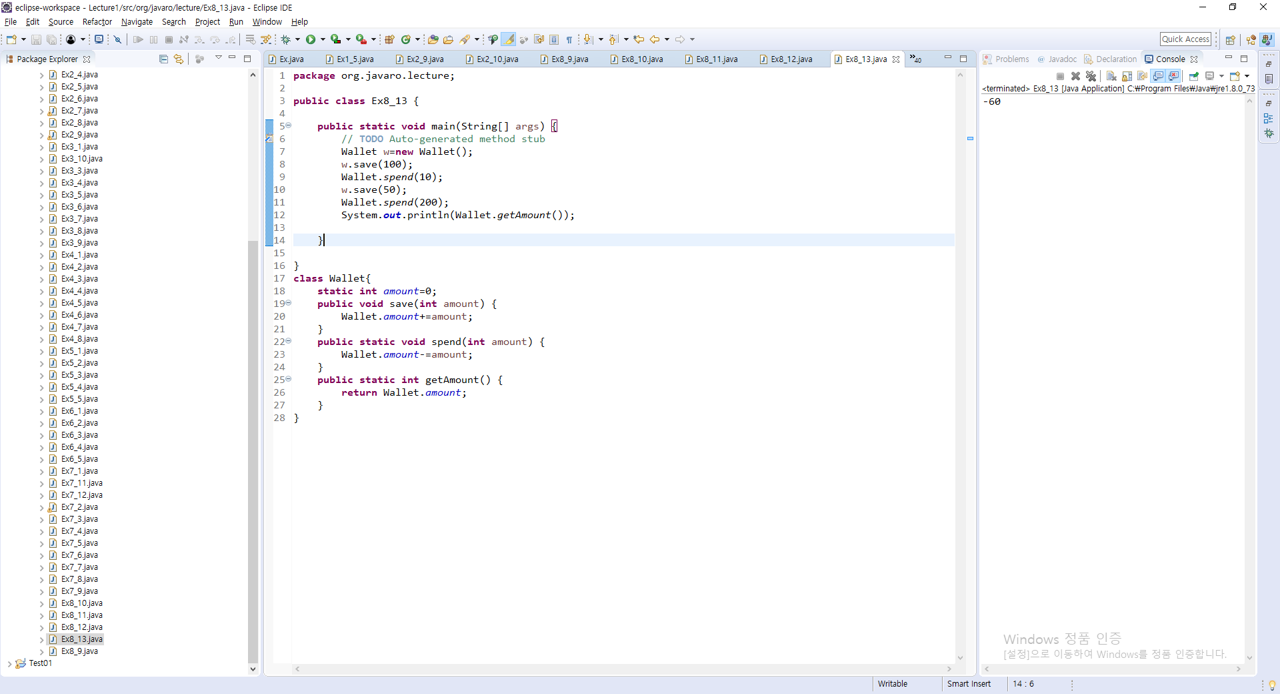 eclipse-workspace - Lecture1/src/org/javaro/lecture/Ex8_13.java - Eclipse IDE
File Edit Source Refactor Navigate Search Project Run Window Help
Quick Access
Package Explorer
Ex.java Ex1_5.java Ex2_9.java Ex2_10.java Ex8_9.java Ex8_10.java Ex8_11.java Ex8_12.java Ex8_13.java »40
Problems Javadoc Declaration Console
Ex2_4.java
Ex2_5.java
Ex2_6.java
Ex2_7.java
Ex2_8.java
Ex2_9.java
Ex3_1.java
Ex3_10.java
Ex3_3.java
Ex3_4.java
Ex3_5.java
Ex3_6.java
Ex3_7.java
Ex3_8.java
Ex3_9.java
Ex4_1.java
Ex4_2.java
Ex4_3.java
Ex4_4.java
Ex4_5.java
Ex4_6.java
Ex4_7.java
Ex4_8.java
Ex5_1.java
Ex5_2.java
Ex5_3.java
Ex5_4.java
Ex5_5.java
Ex6_1.java
Ex6_2.java
Ex6_3.java
Ex6_4.java
Ex6_5.java
Ex7_1.java
Ex7_11.java
Ex7_12.java
Ex7_2.java
Ex7_3.java
Ex7_4.java
Ex7_5.java
Ex7_6.java
Ex7_7.java
Ex7_8.java
Ex7_9.java
Ex8_10.java
Ex8_11.java
Ex8_12.java
Ex8_13.java
Ex8_9.java
Test01
1 package org.javaro.lecture;
2
3 public class Ex8_13 {
4
5 public static void main(String[] args) {
6 // TODO Auto-generated method stub
7 Wallet w=new Wallet();
8 w.save(100);
9 Wallet.spend(10);
10 w.save(50);
11 Wallet.spend(200);
12 System.out.println(Wallet.getAmount());
13
14 }
15
16 }
17 class Wallet{
18 static int amount=0;
19 public void save(int amount) {
20 Wallet.amount+=amount;
21 }
22 public static void spend(int amount) {
23 Wallet.amount-=amount;
24 }
25 public static int getAmount() {
26 return Wallet.amount;
27 }
28 }
<terminated> Ex8_13 [Java Application] C:₩Program Files₩Java₩jre1.8.0_73
-60
Windows 정품 인증
[설정]으로 이동하여 Windows를 정품 인증합니다.
Writable Smart Insert 14 : 6